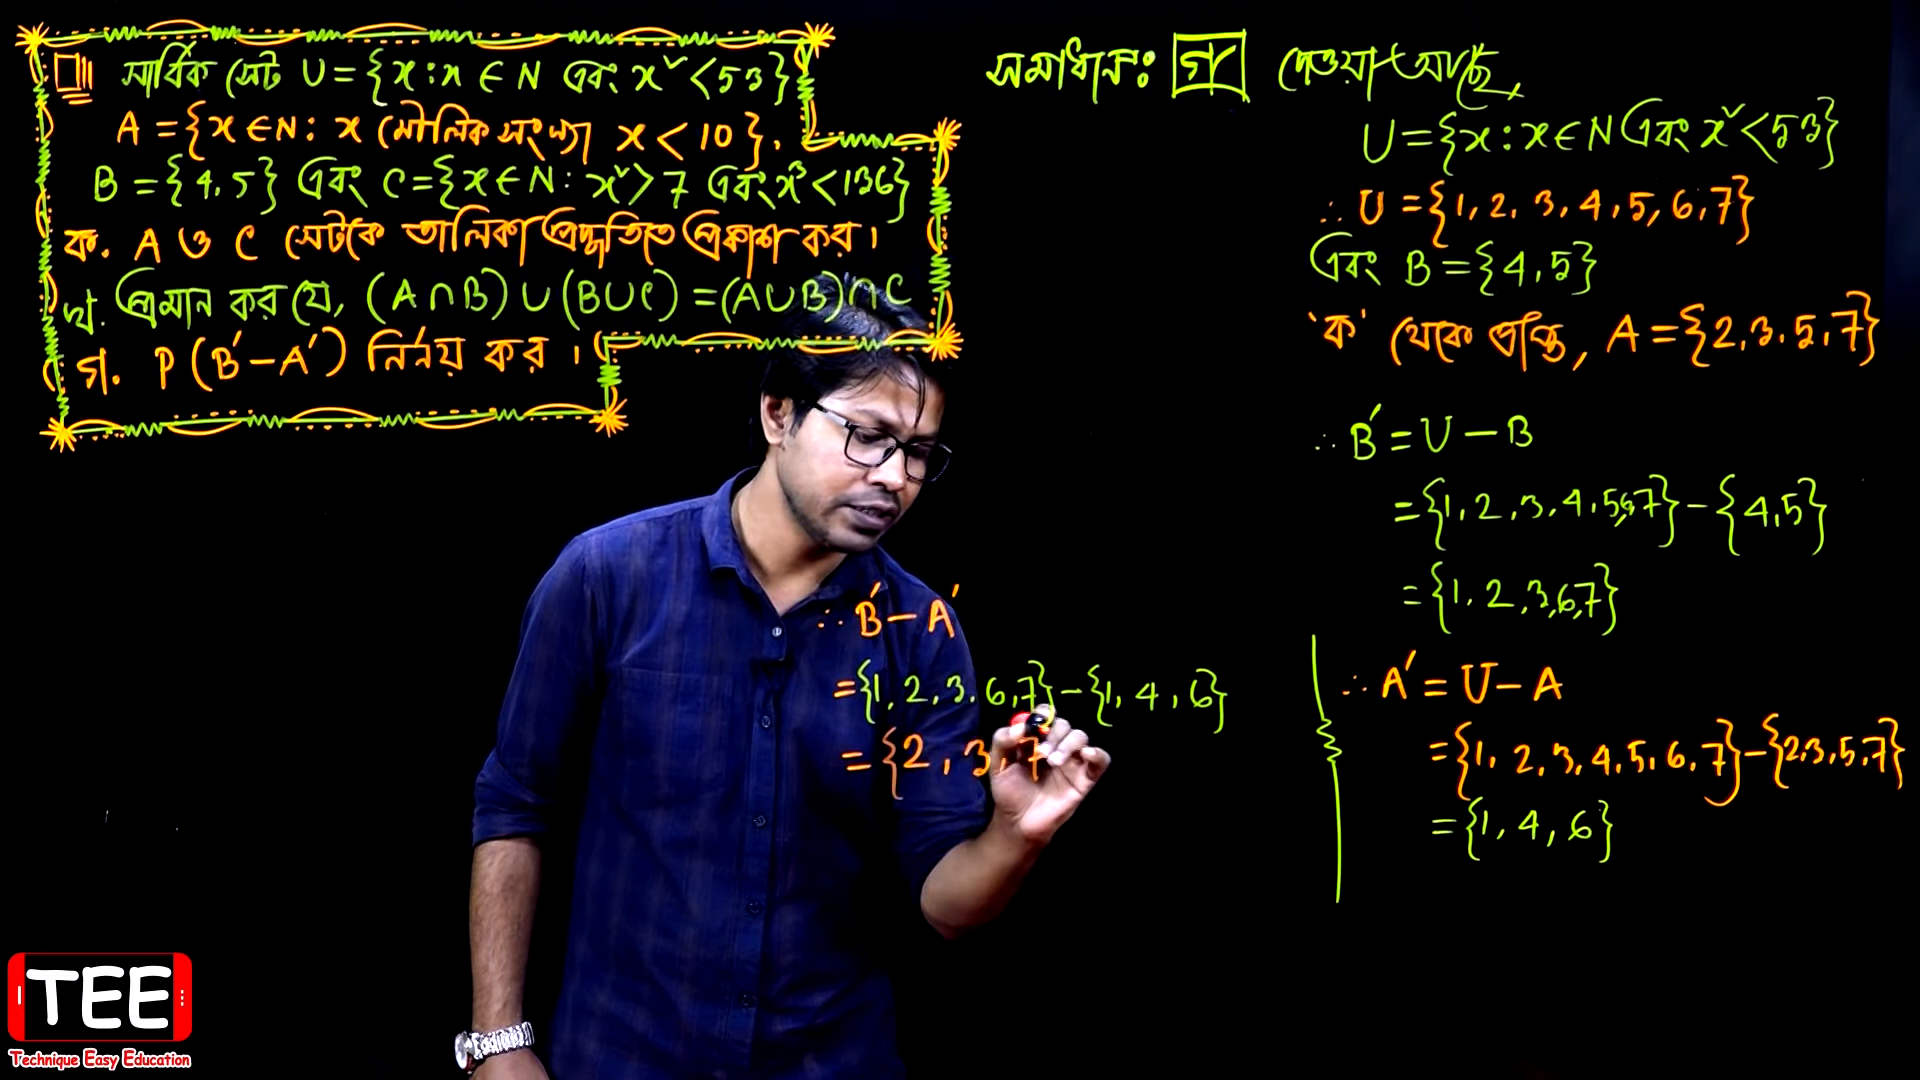 সার্বিক সেট U = {x : x ∈ N এবং x² < 53}
A = {x ∈ N : x মৌলিক সংখ্যা x < 10},
B = {4, 5} এবং C = {x ∈ N : x² > 7 এবং x³ < 136}
ক. A ও C সেটকে তালিকা পদ্ধতিতে প্রকাশ কর।
খ. প্রমান কর যে, (A ∩ B) ∪ (B ∪ C) = (A ∪ B) ∩ C
গ. P(B′ − A′) নির্নয় কর।
সমাধানঃ গ দেওয়া আছে,
U = {x : x ∈ N এবং x² < 53}
∴ U = {1, 2, 3, 4, 5, 6, 7}
এবং B = {4, 5}
'ক' থেকে প্রাপ্ত, A = {2, 3, 5, 7}
∴ B′ = U − B
= {1, 2, 3, 4, 5, 6, 7} − {4, 5}
= {1, 2, 3, 6, 7}
∴ A′ = U − A
= {1, 2, 3, 4, 5, 6, 7} − {2, 3, 5, 7}
= {1, 4, 6}
∴ B′ − A′
= {1, 2, 3, 6, 7} − {1, 4, 6}
= {2, 3, 7
TEE
Technique Easy Education